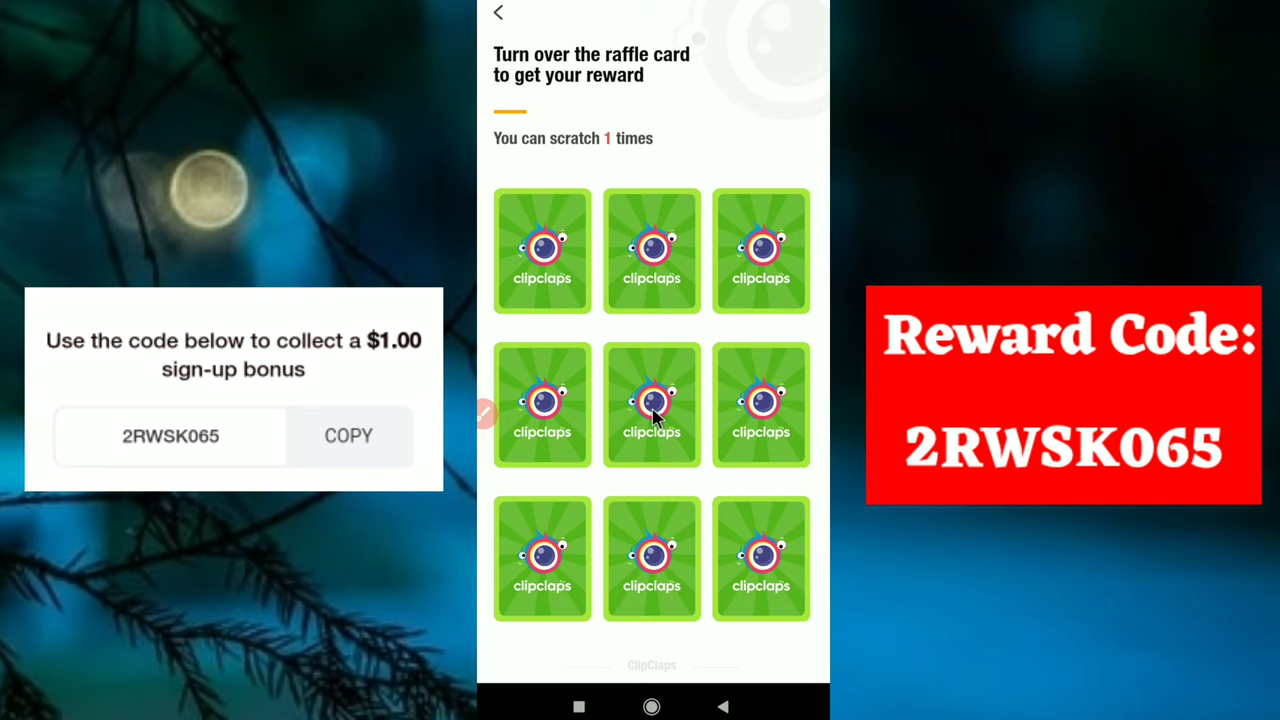 Use the code below to collect a $1.00
sign-up bonus
2RWSK065 COPY
Turn over the raffle card
to get your reward
You can scratch 1 times
clipclaps clipclaps clipclaps
clipclaps clipclaps clipclaps
clipclaps clipclaps clipclaps
ClipClaps
Reward Code:
2RWSK065